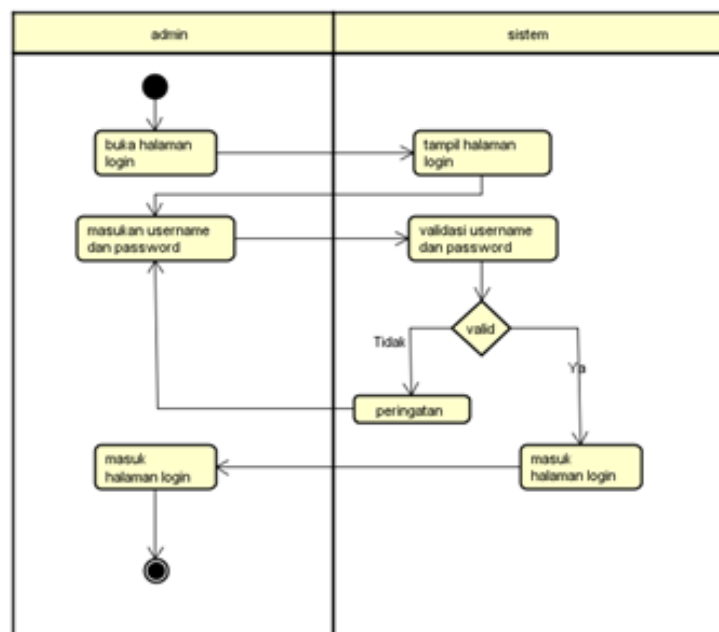 admin
sistem
buka halaman
login
tampil halaman
login
masukan username
dan password
validasi username
dan password
valid
Tidak
Ya
peringatan
masuk
halaman login
masuk
halaman login